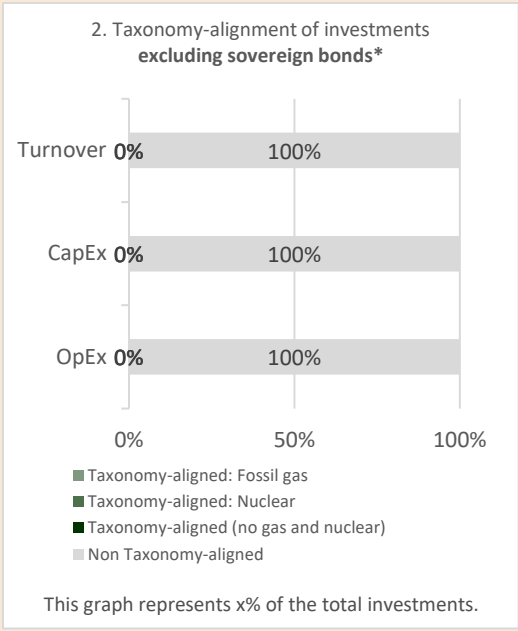 2. Taxonomy-alignment of investments
excluding sovereign bonds*
Turnover 0% 100%
CapEx 0% 100%
OpEx 0% 100%
0% 50% 100%
Taxonomy-aligned: Fossil gas
Taxonomy-aligned: Nuclear
Taxonomy-aligned (no gas and nuclear)
Non Taxonomy-aligned
This graph represents x% of the total investments.